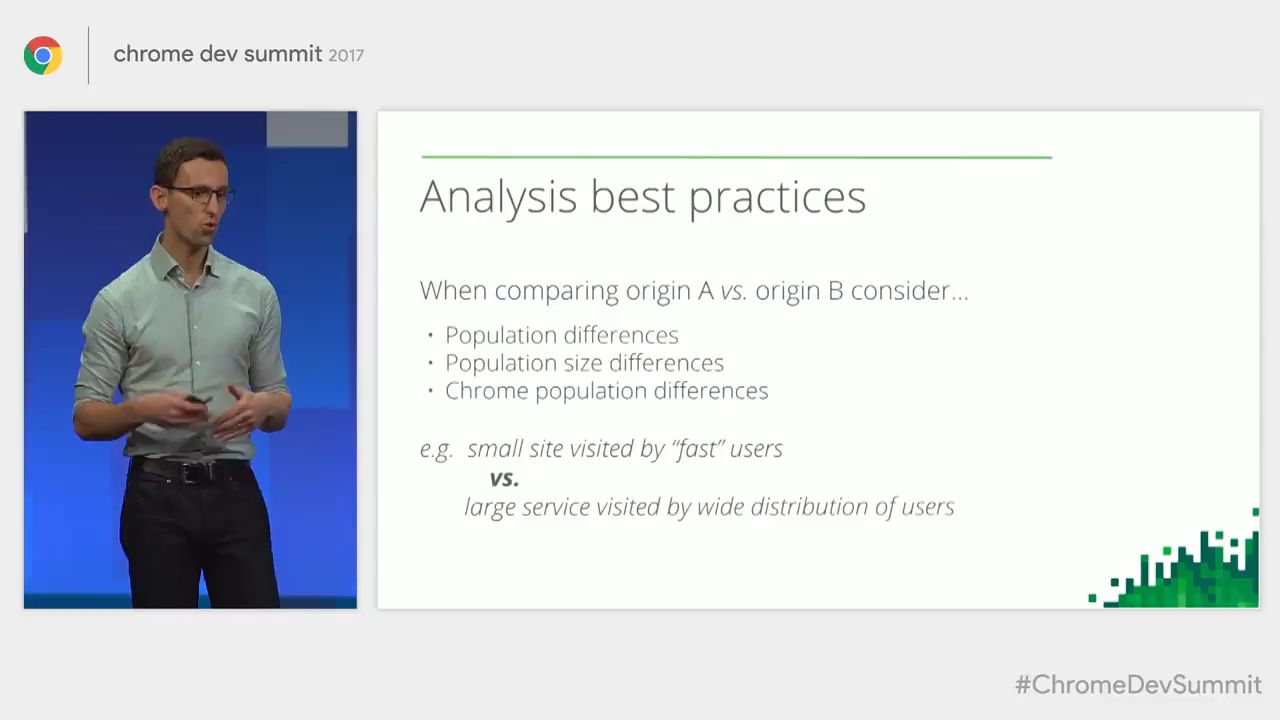 chrome dev summit 2017
Analysis best practices
When comparing origin A vs. origin B consider...
• Population differences
• Population size differences
• Chrome population differences
e.g. small site visited by “fast” users
vs.
large service visited by wide distribution of users
#ChromeDevSummit